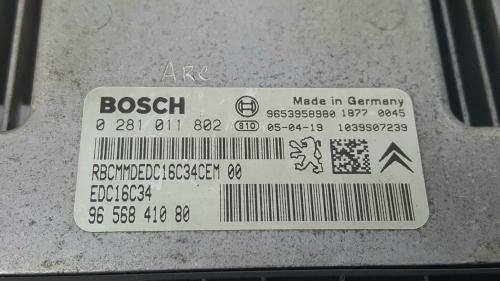 ARC
BOSCH
Made in Germany
9653958980 1877 0045
0 281 011 802 810 05-04-19 1039S07239
RBCMMDEDC16C34CEM 00
EDC16C34
96 568 410 80